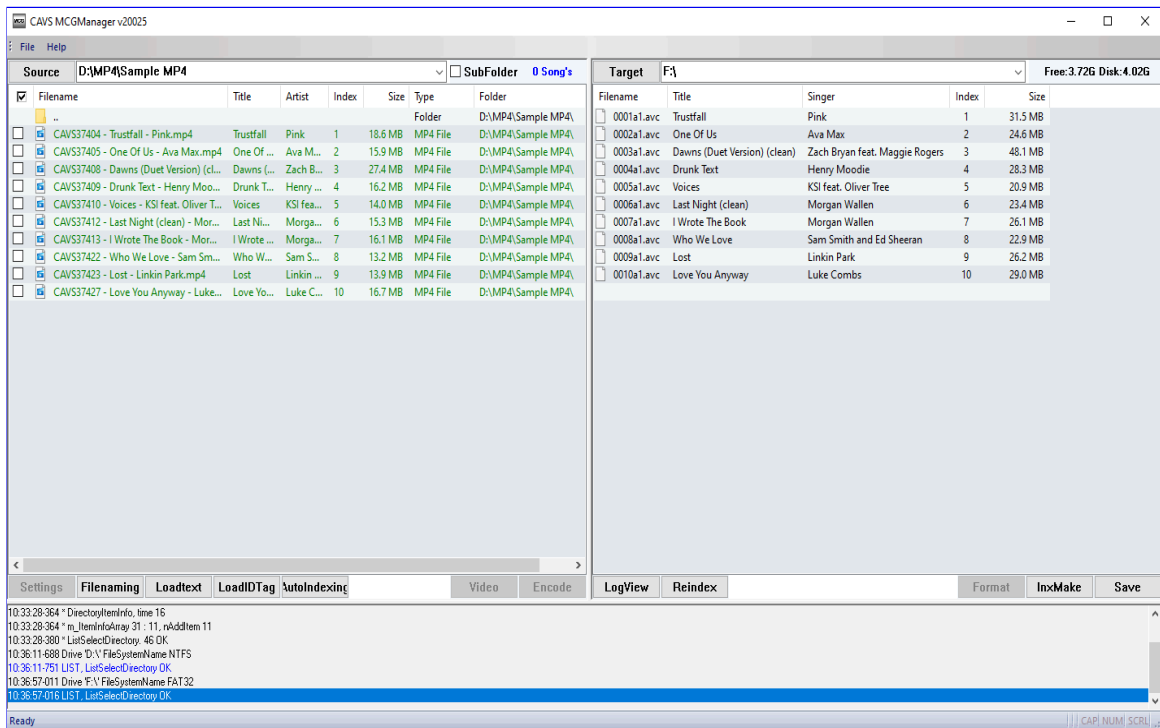 MCG CAVS MCGManager v20025
File Help
Source D:\MP4\Sample MP4 SubFolder 0 Song's Target F:\ Free:3.72G Disk:4.02G
Filename Title Artist Index Size Type Folder
.. Folder D:\MP4\Sample MP4\
CAVS37404 - Trustfall - Pink.mp4 Trustfall Pink 1 18.6 MB MP4 File D:\MP4\Sample MP4\
CAVS37405 - One Of Us - Ava Max.mp4 One Of ... Ava M... 2 15.9 MB MP4 File D:\MP4\Sample MP4\
CAVS37408 - Dawns (Duet Version) (cl... Dawns (... Zach B... 3 27.4 MB MP4 File D:\MP4\Sample MP4\
CAVS37409 - Drunk Text - Henry Moo... Drunk T... Henry ... 4 16.2 MB MP4 File D:\MP4\Sample MP4\
CAVS37410 - Voices - KSI feat. Oliver T... Voices KSI fea... 5 14.0 MB MP4 File D:\MP4\Sample MP4\
CAVS37412 - Last Night (clean) - Mor... Last Ni... Morga... 6 15.3 MB MP4 File D:\MP4\Sample MP4\
CAVS37413 - I Wrote The Book - Mor... I Wrote ... Morga... 7 16.1 MB MP4 File D:\MP4\Sample MP4\
CAVS37422 - Who We Love - Sam Sm... Who W... Sam S... 8 13.2 MB MP4 File D:\MP4\Sample MP4\
CAVS37423 - Lost - Linkin Park.mp4 Lost Linkin ... 9 13.9 MB MP4 File D:\MP4\Sample MP4\
CAVS37427 - Love You Anyway - Luke... Love Yo... Luke C... 10 16.7 MB MP4 File D:\MP4\Sample MP4\
Filename Title Singer Index Size
0001a1.avc Trustfall Pink 1 31.5 MB
0002a1.avc One Of Us Ava Max 2 24.6 MB
0003a1.avc Dawns (Duet Version) (clean) Zach Bryan feat. Maggie Rogers 3 48.1 MB
0004a1.avc Drunk Text Henry Moodie 4 28.3 MB
0005a1.avc Voices KSI feat. Oliver Tree 5 20.9 MB
0006a1.avc Last Night (clean) Morgan Wallen 6 23.4 MB
0007a1.avc I Wrote The Book Morgan Wallen 7 26.1 MB
0008a1.avc Who We Love Sam Smith and Ed Sheeran 8 22.9 MB
0009a1.avc Lost Linkin Park 9 26.2 MB
0010a1.avc Love You Anyway Luke Combs 10 29.0 MB
Settings Filenaming Loadtext LoadIDTag AutoIndexing Video Encode LogView Reindex Format InxMake Save
10:33:28-364 * DirectoryItemInfo, time 16
10:33:28-364 * m_ItemInfoArray 31 : 11, nAddItem 11
10:33:28-380 * ListSelectDirectory. 46 OK
10:36:11-688 Drive 'D:\' FileSystemName NTFS
10:36:11-751 LIST, ListSelectDirectory OK
10:36:57-011 Drive 'F:\' FileSystemName FAT32
10:36:57-016 LIST, ListSelectDirectory OK
Ready CAP NUM SCRL